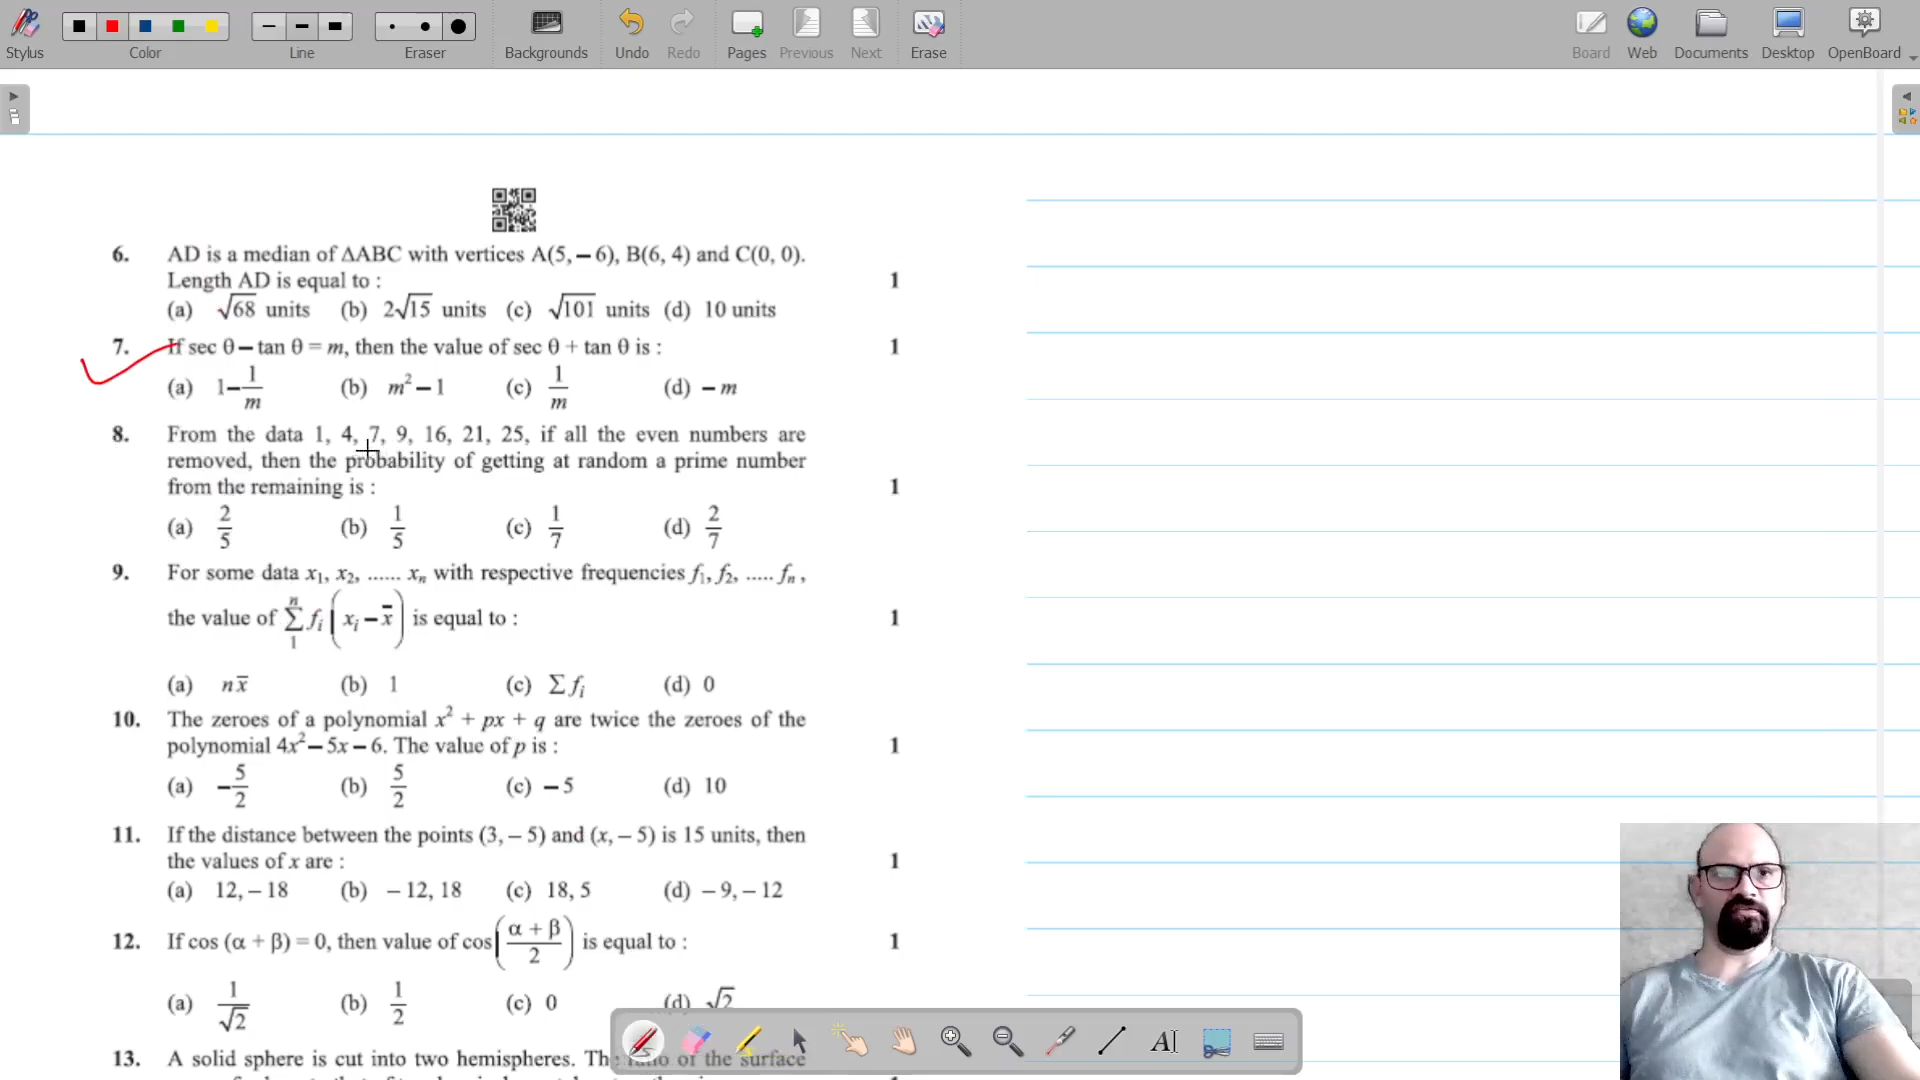 Stylus Color Line Eraser Backgrounds Undo Redo Pages Previous Next Erase Board Web Documents Desktop OpenBoard
6. AD is a median of ΔABC with vertices A(5, – 6), B(6, 4) and C(0, 0).
Length AD is equal to : 1
(a) √68 units (b) 2√15 units (c) √101 units (d) 10 units
7. If sec θ – tan θ = m, then the value of sec θ + tan θ is : 1
(a) 1 – 1/m (b) m² – 1 (c) 1/m (d) – m
8. From the data 1, 4, 7, 9, 16, 21, 25, if all the even numbers are
removed, then the probability of getting at random a prime number
from the remaining is : 1
(a) 2/5 (b) 1/5 (c) 1/7 (d) 2/7
9. For some data x₁, x₂, ...... xₙ with respective frequencies f₁, f₂, ..... fₙ,
the value of Σ₁ⁿ fᵢ (xᵢ – x̄) is equal to : 1
(a) n x̄ (b) 1 (c) Σ fᵢ (d) 0
10. The zeroes of a polynomial x² + px + q are twice the zeroes of the
polynomial 4x² – 5x – 6. The value of p is : 1
(a) – 5/2 (b) 5/2 (c) – 5 (d) 10
11. If the distance between the points (3, – 5) and (x, – 5) is 15 units, then
the values of x are : 1
(a) 12, – 18 (b) – 12, 18 (c) 18, 5 (d) – 9, – 12
12. If cos (α + β) = 0, then value of cos((α + β)/2) is equal to : 1
(a) 1/√2 (b) 1/2 (c) 0 (d) √2
13. A solid sphere is cut into two hemispheres. The of the surface